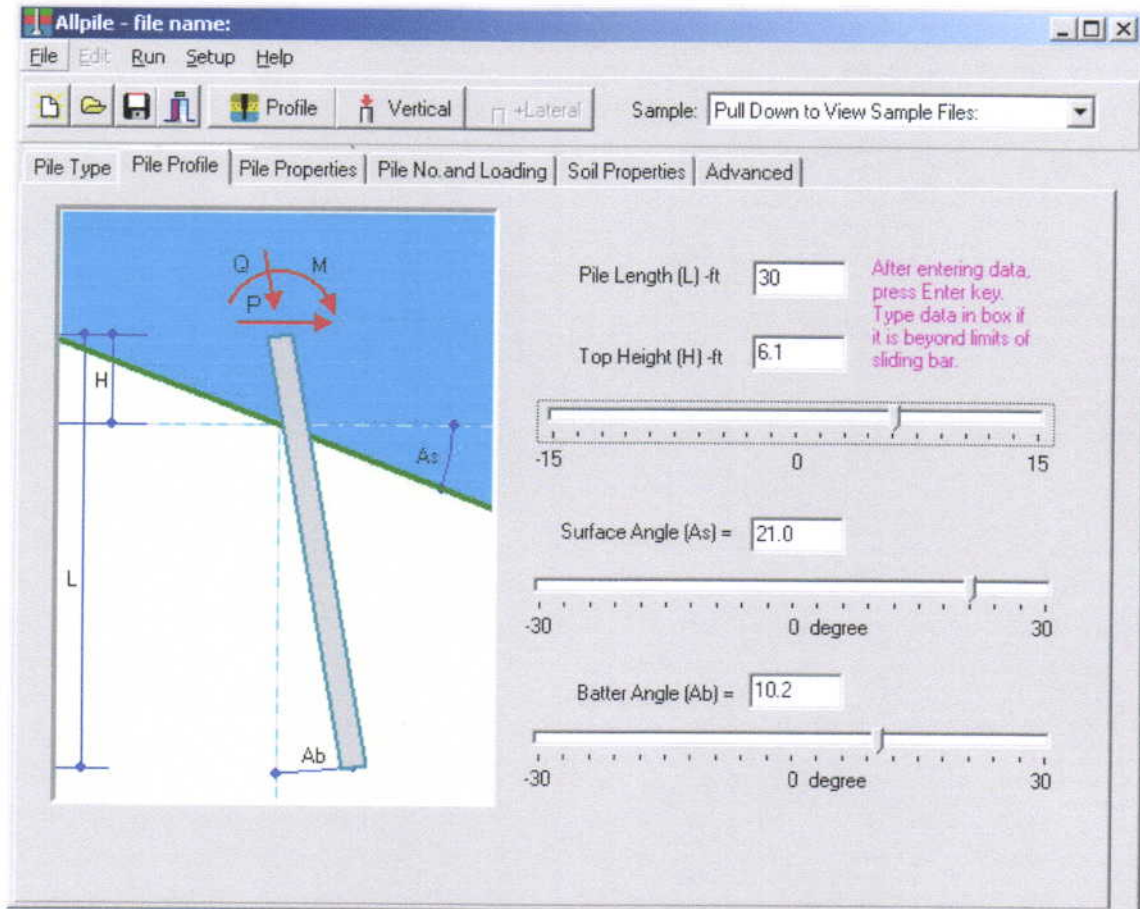 Allpile - file name:
File Edit Run Setup Help
Profile Vertical +Lateral Sample: Pull Down to View Sample Files:
Pile Type Pile Profile Pile Properties Pile No.and Loading Soil Properties Advanced
Q M
P
H
As
L
Ab
Pile Length (L) -ft 30
Top Height (H) -ft 6.1
After entering data,
press Enter key.
Type data in box if
it is beyond limits of
sliding bar.
-15 0 15
Surface Angle (As) = 21.0
-30 0 degree 30
Batter Angle (Ab) = 10.2
-30 0 degree 30